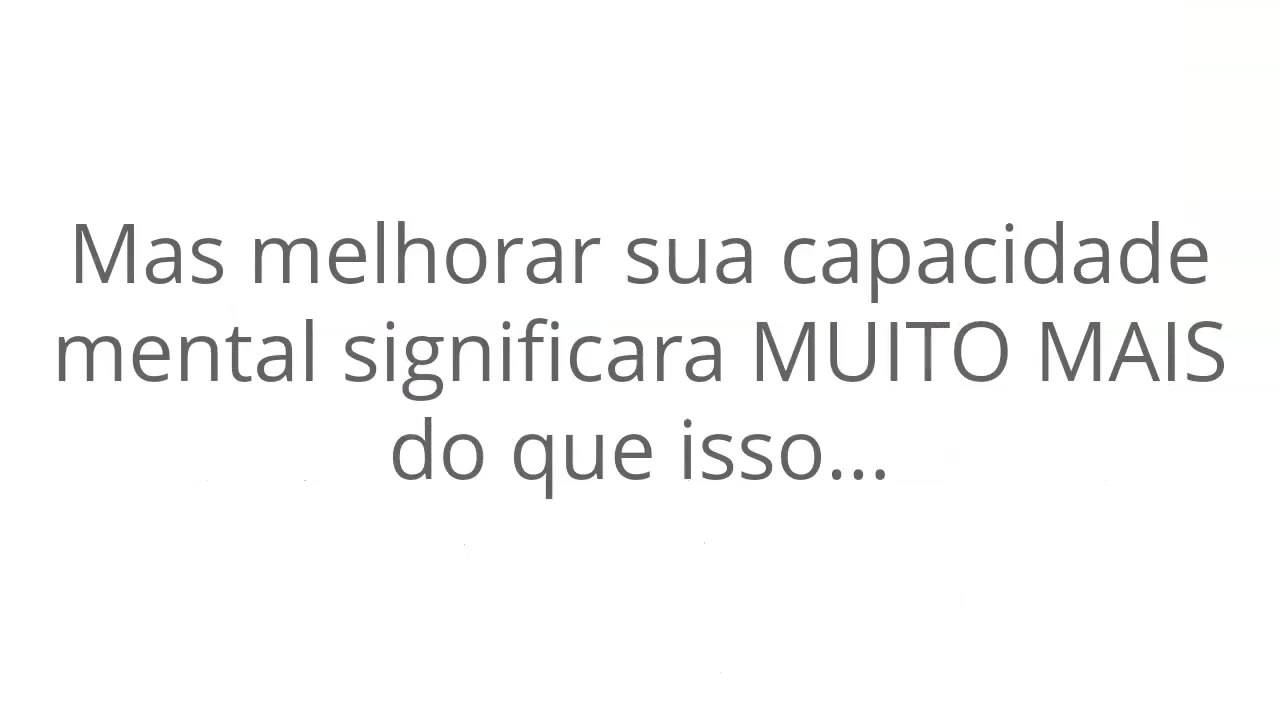 Mas melhorar sua capacidade
mental significara MUITO MAIS
do que isso...